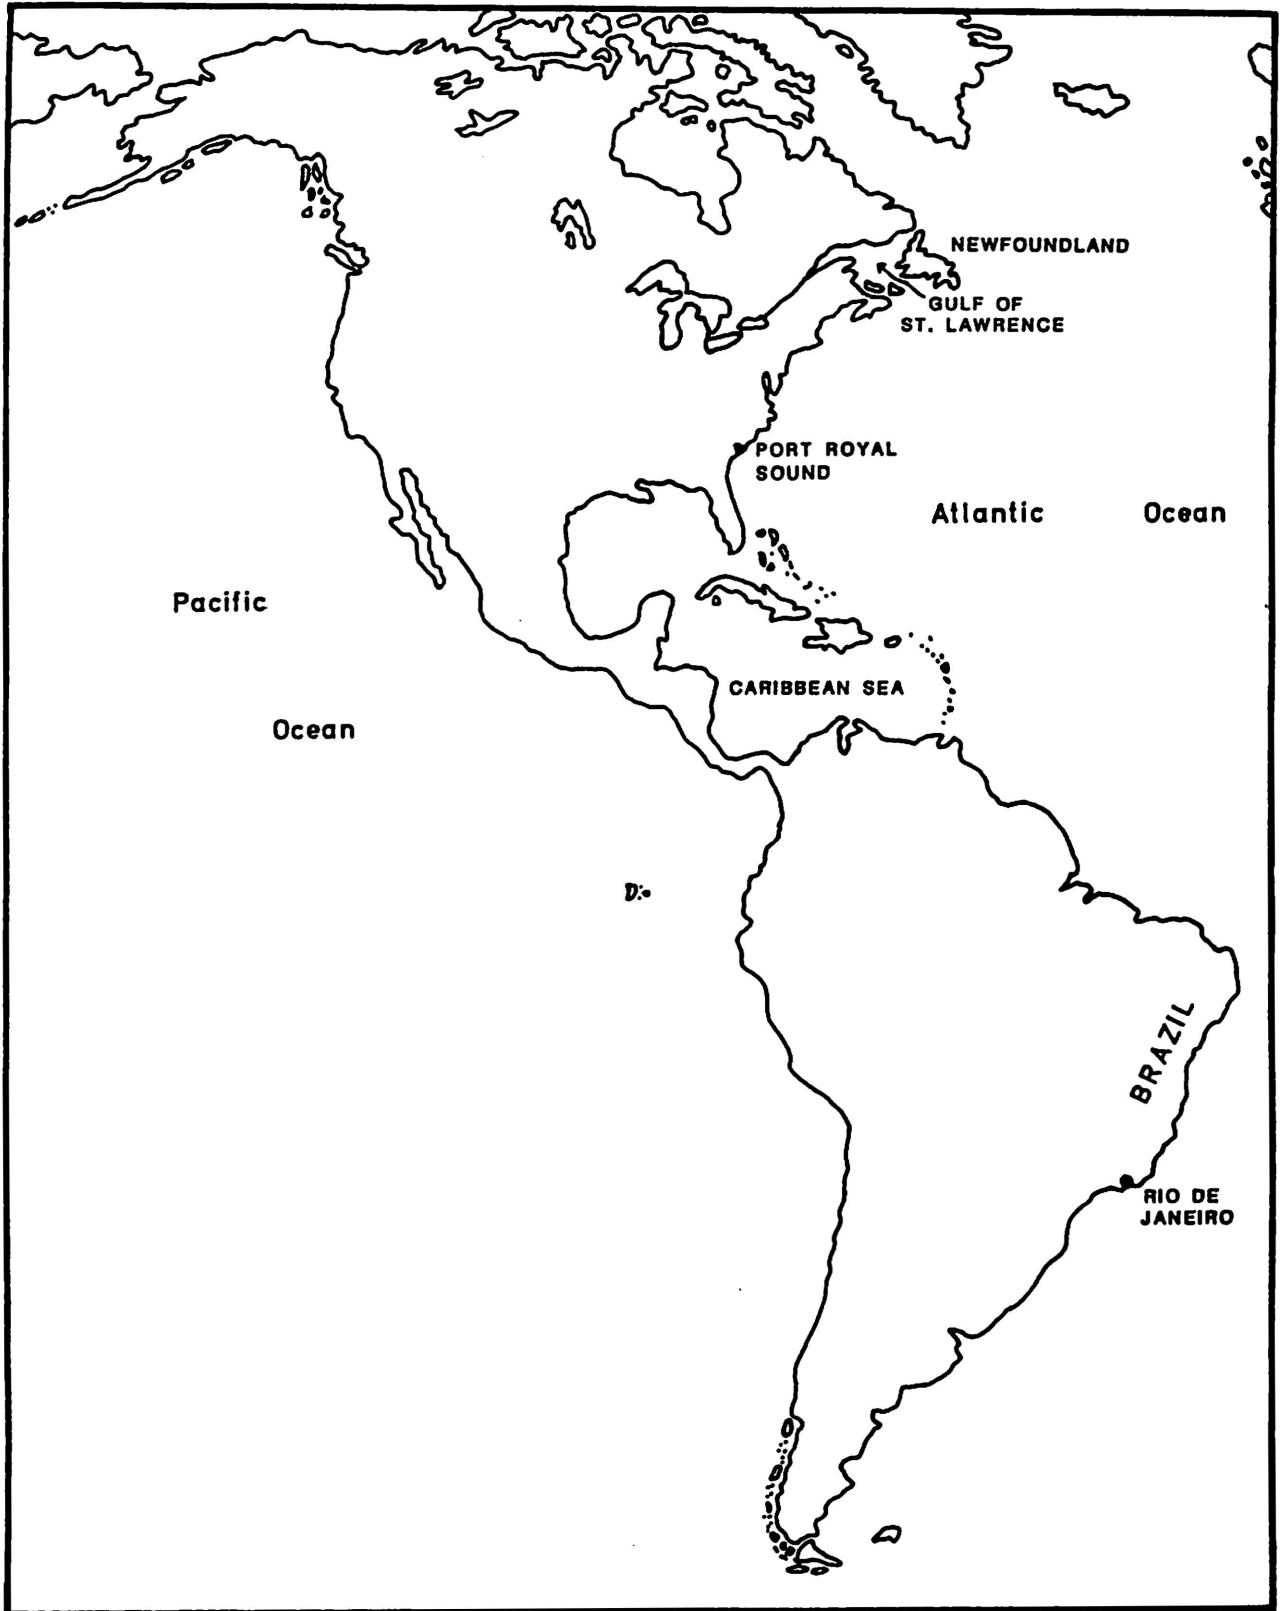 NEWFOUNDLAND
GULF OF
ST. LAWRENCE
PORT ROYAL
SOUND
Atlantic Ocean
Pacific
CARIBBEAN SEA
Ocean
BRAZIL
RIO DE
JANEIRO